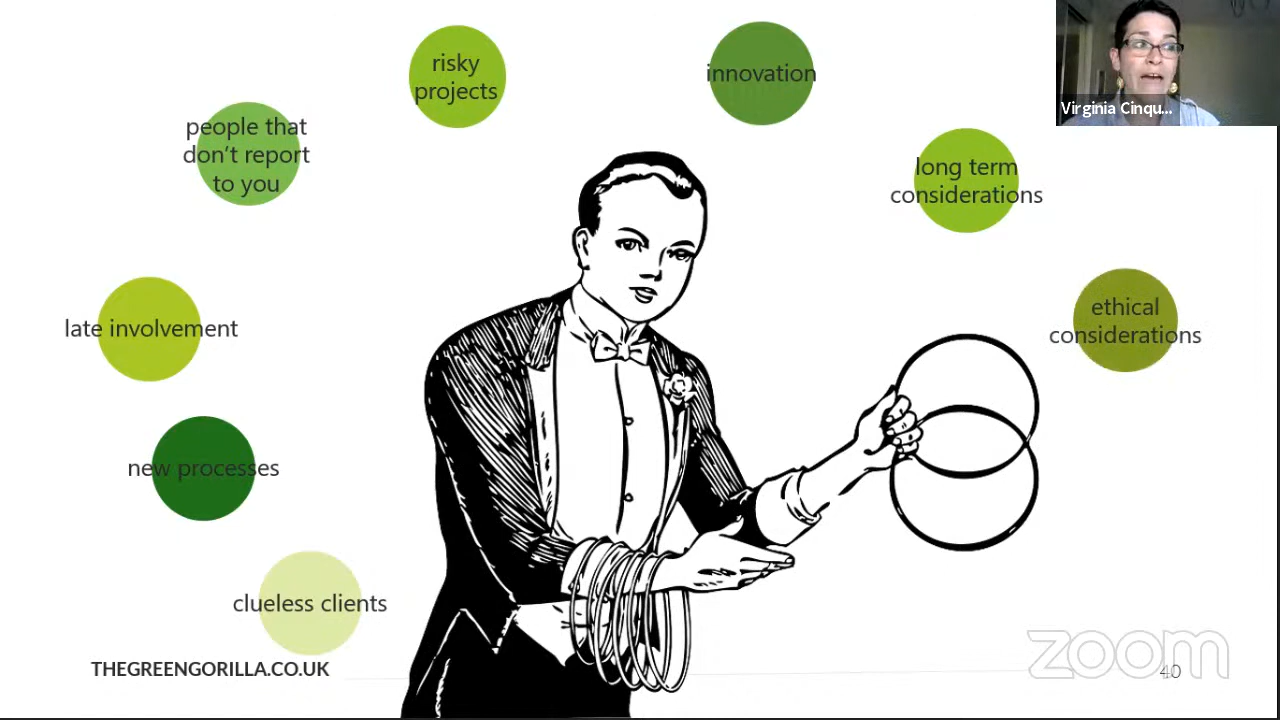 risky
projects
innovation
Virginia Cinqu...
people that
don't report
to you
long term
considerations
late involvement
ethical
considerations
new processes
clueless clients
THEGREENGORILLA.CO.UK
zoom
40